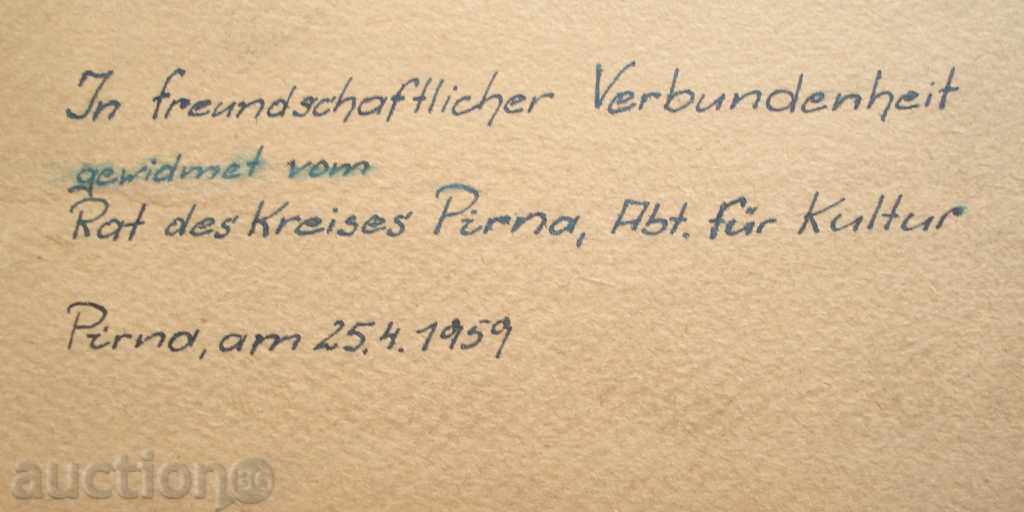 In freundschaftlicher Verbundenheit
gewidmet vom
Rat des Kreises Pirna, Abt. für Kultur
Pirna, am 25.4.1959
auction BG